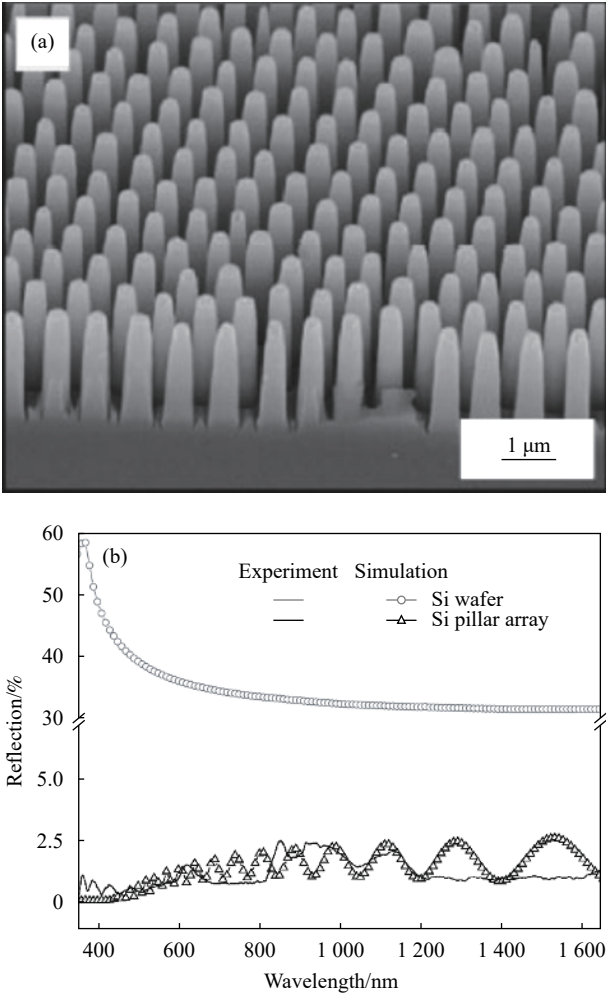 (a)
1 μm
60
(b)
Experiment Simulation
50
Si wafer
Si pillar array
40
30
Reflection/%
5.0
2.5
0
400 600 800 1 000 1 200 1 400 1 600
Wavelength/nm